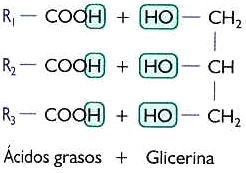 R₁ — COOH + HO — CH₂
R₂ — COOH + HO — CH
R₃ — COOH + HO — CH₂
Ácidos grasos + Glicerina